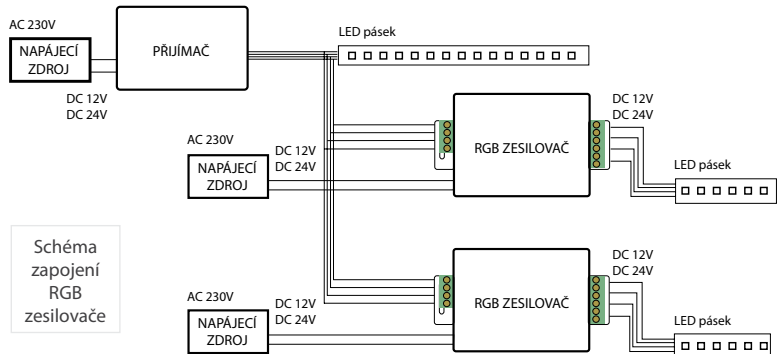 AC 230V
NAPÁJECÍ
ZDROJ
DC 12V
DC 24V
PŘIJÍMAČ
LED pásek
AC 230V
NAPÁJECÍ
ZDROJ
DC 12V
DC 24V
RGB ZESILOVAČ
DC 12V
DC 24V
LED pásek
Schéma
zapojení
RGB
zesilovače
AC 230V
NAPÁJECÍ
ZDROJ
DC 12V
DC 24V
RGB ZESILOVAČ
DC 12V
DC 24V
LED pásek